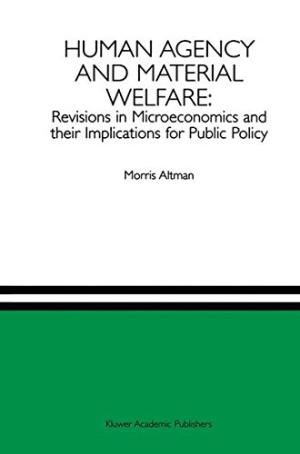 HUMAN AGENCY
AND MATERIAL
WELFARE:
Revisions in Microeconomics and
their Implications for Public Policy
Morris Altman
Kluwer Academic Publishers